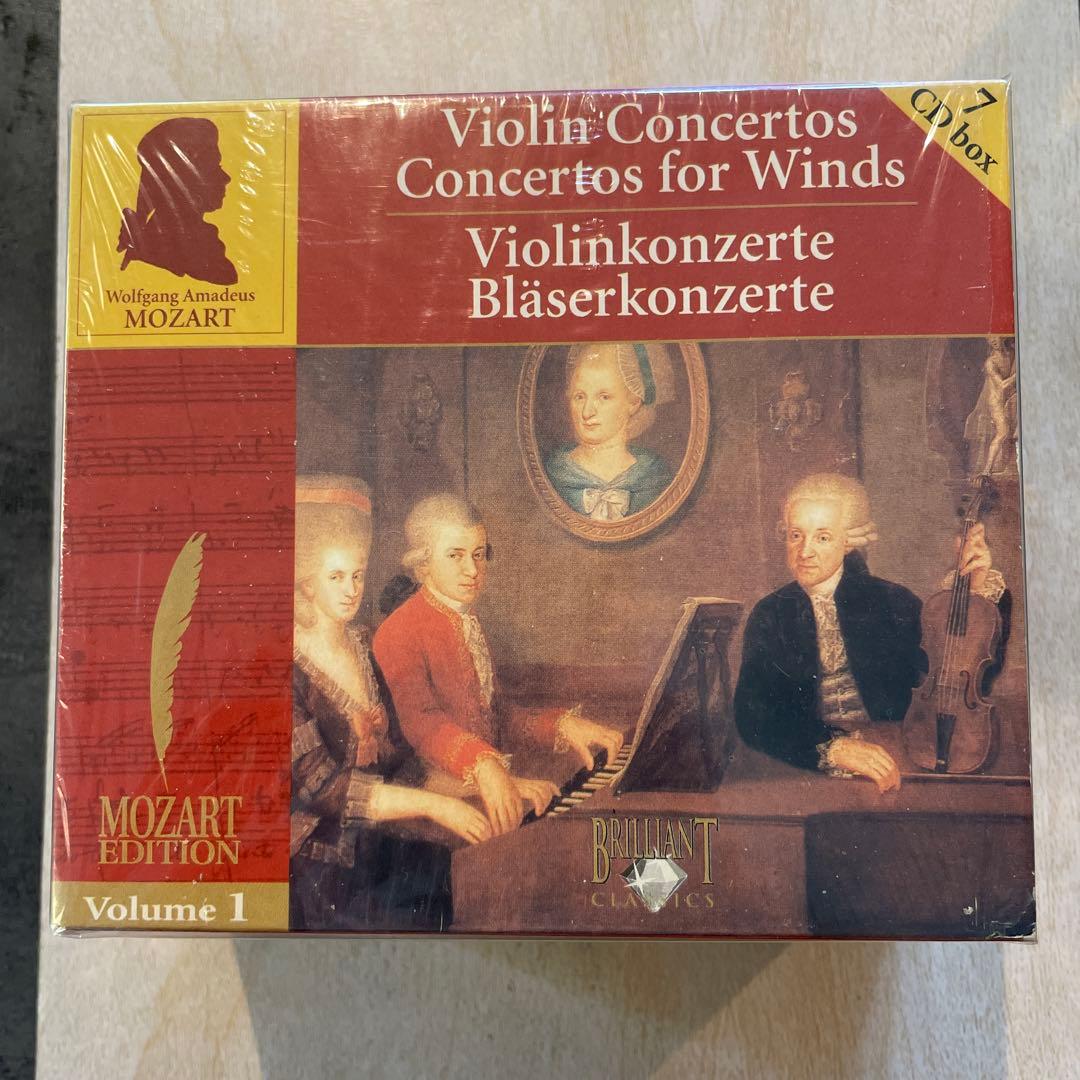 Violin Concertos
Concertos for Winds
7
CD box
Violinkonzerte
Bläserkonzerte
Wolfgang Amadeus
MOZART
MOZART
EDITION
Volume 1
BRILLIANT
CLASSICS